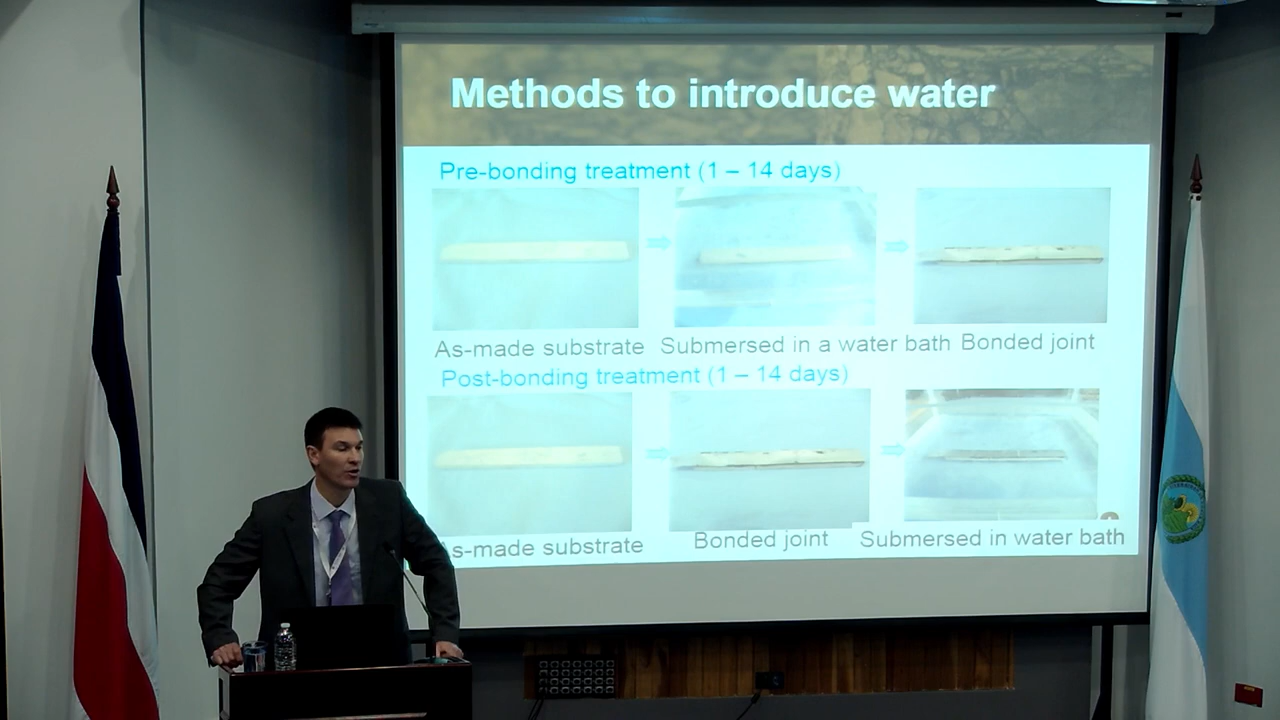 Methods to introduce water
Pre-bonding treatment (1 – 14 days)
As-made substrate Submersed in a water bath Bonded joint
Post-bonding treatment (1 – 14 days)
As-made substrate Bonded joint Submersed in water bath